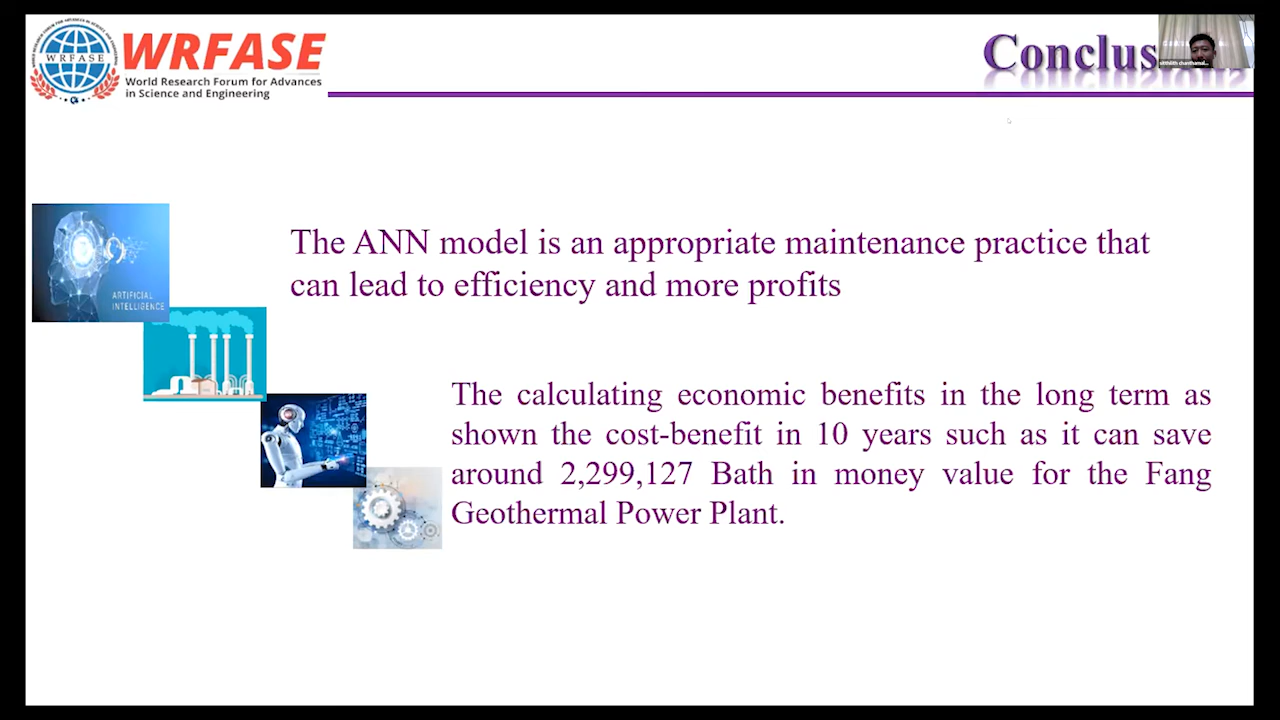 WRFASE
World Research Forum for Advances
in Science and Engineering
WRFASE
Conclus
ARTIFICIAL
INTELLIGENCE
The ANN model is an appropriate maintenance practice that
can lead to efficiency and more profits
The calculating economic benefits in the long term as
shown the cost-benefit in 10 years such as it can save
around 2,299,127 Bath in money value for the Fang
Geothermal Power Plant.